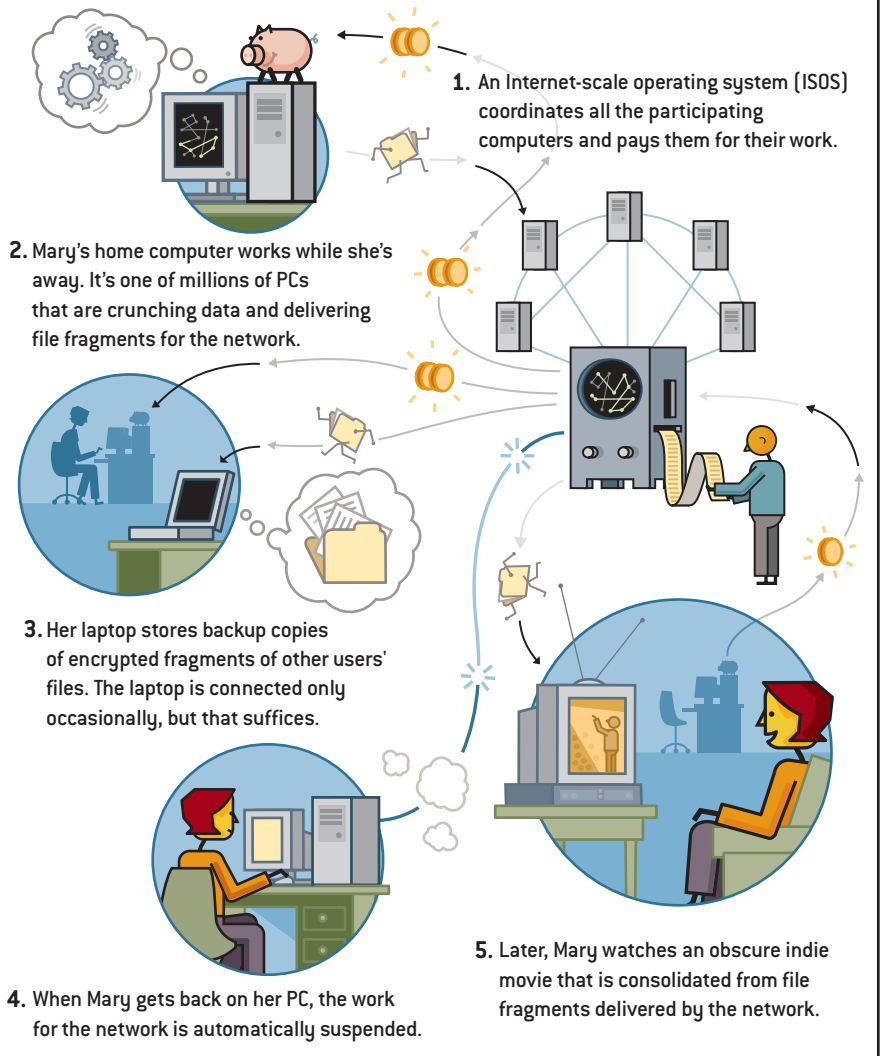 1. An Internet-scale operating system (ISOS)
coordinates all the participating
computers and pays them for their work.
2. Mary's home computer works while she's
away. It's one of millions of PCs
that are crunching data and delivering
file fragments for the network.
3. Her laptop stores backup copies
of encrypted fragments of other users'
files. The laptop is connected only
occasionally, but that suffices.
4. When Mary gets back on her PC, the work
for the network is automatically suspended.
5. Later, Mary watches an obscure indie
movie that is consolidated from file
fragments delivered by the network.